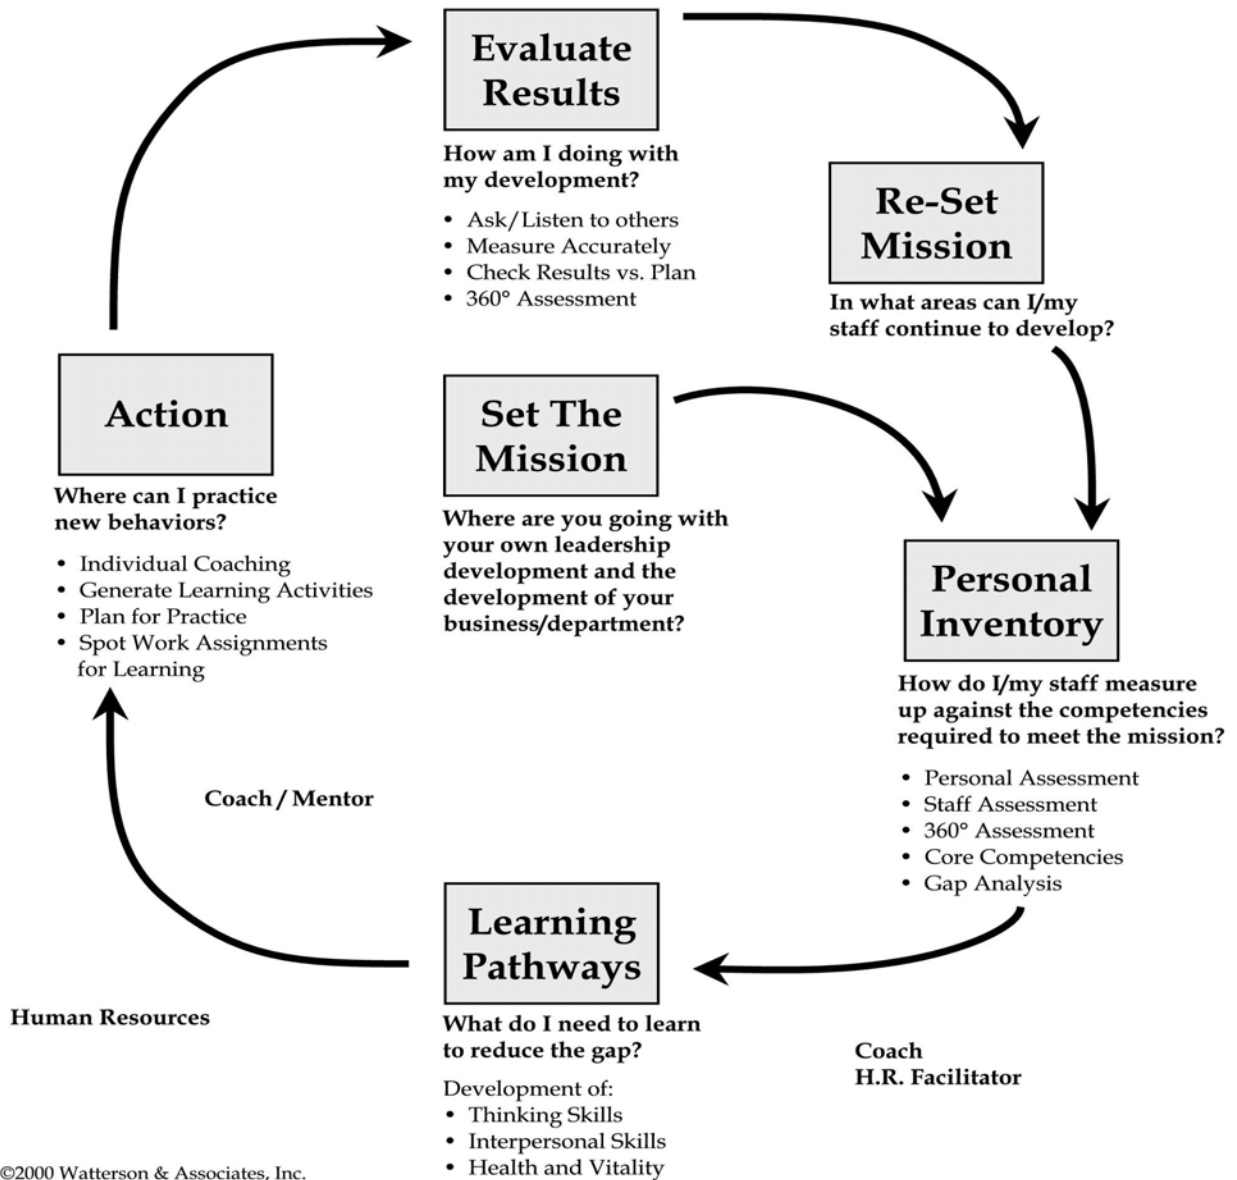 Evaluate
Results
How am I doing with
my development?
• Ask/Listen to others
• Measure Accurately
• Check Results vs. Plan
• 360° Assessment
Re-Set
Mission
In what areas can I/my
staff continue to develop?
Action
Where can I practice
new behaviors?
• Individual Coaching
• Generate Learning Activities
• Plan for Practice
• Spot Work Assignments
for Learning
Set The
Mission
Where are you going with
your own leadership
development and the
development of your
business/department?
Personal
Inventory
How do I/my staff measure
up against the competencies
required to meet the mission?
• Personal Assessment
• Staff Assessment
• 360° Assessment
• Core Competencies
• Gap Analysis
Coach / Mentor
Learning
Pathways
What do I need to learn
to reduce the gap?
Development of:
• Thinking Skills
• Interpersonal Skills
• Health and Vitality
Human Resources
Coach
H.R. Facilitator
©2000 Watterson & Associates, Inc.